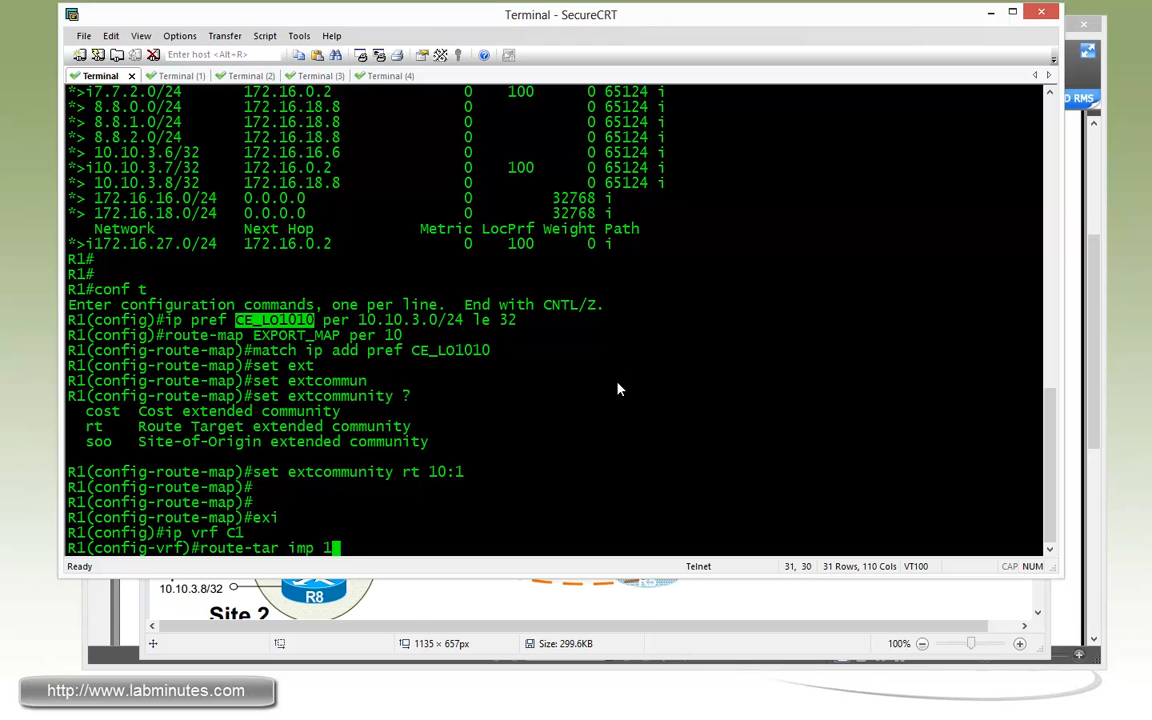 Terminal - SecureCRT
File Edit View Options Transfer Script Tools Help
Enter host <Alt+R>
Terminal Terminal (1) Terminal (2) Terminal (3) Terminal (4)
D RMS
*>i7.7.2.0/24 172.16.0.2 0 100 0 65124 i
*> 8.8.0.0/24 172.16.18.8 0 0 65124 i
*> 8.8.1.0/24 172.16.18.8 0 0 65124 i
*> 8.8.2.0/24 172.16.18.8 0 0 65124 i
*> 10.10.3.6/32 172.16.16.6 0 0 65124 i
*>i10.10.3.7/32 172.16.0.2 0 100 0 65124 i
*> 10.10.3.8/32 172.16.18.8 0 0 65124 i
*> 172.16.16.0/24 0.0.0.0 0 32768 i
*> 172.16.18.0/24 0.0.0.0 0 32768 i
Network Next Hop Metric LocPrf Weight Path
*>i172.16.27.0/24 172.16.0.2 0 100 0 i
R1#
R1#
R1#conf t
Enter configuration commands, one per line. End with CNTL/Z.
R1(config)#ip pref CE_LO1010 per 10.10.3.0/24 le 32
R1(config)#route-map EXPORT_MAP per 10
R1(config-route-map)#match ip add pref CE_LO1010
R1(config-route-map)#set ext
R1(config-route-map)#set extcommun
R1(config-route-map)#set extcommunity ?
cost Cost extended community
rt Route Target extended community
soo Site-of-Origin extended community
R1(config-route-map)#set extcommunity rt 10:1
R1(config-route-map)#
R1(config-route-map)#
R1(config-route-map)#exi
R1(config)#ip vrf C1
R1(config-vrf)#route-tar imp 1
Ready Telnet 31, 30 31 Rows, 110 Cols VT100 CAP NUM
10.10.3.8/32
R8
Site 2
1135 × 657px Size: 299.6KB 100%
http://www.labminutes.com